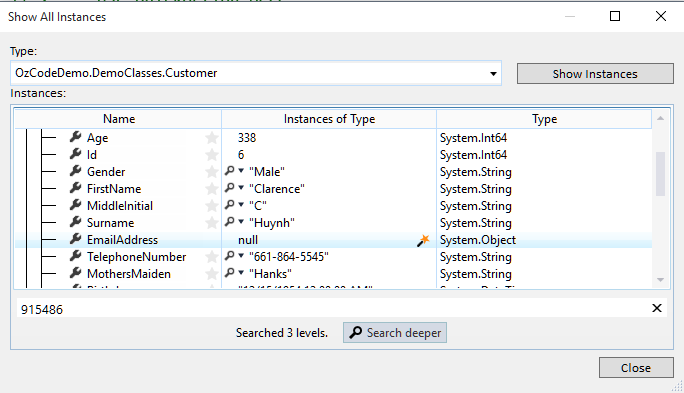 Show All Instances
Type:
OzCodeDemo.DemoClasses.Customer
Show Instances
Instances:
Name Instances of Type Type
Age 338 System.Int64
Id 6 System.Int64
Gender "Male" System.String
FirstName "Clarence" System.String
MiddleInitial "C" System.String
Surname "Huynh" System.String
EmailAddress null System.Object
TelephoneNumber "661-864-5545" System.String
MothersMaiden "Hanks" System.String
915486
Searched 3 levels. Search deeper
Close